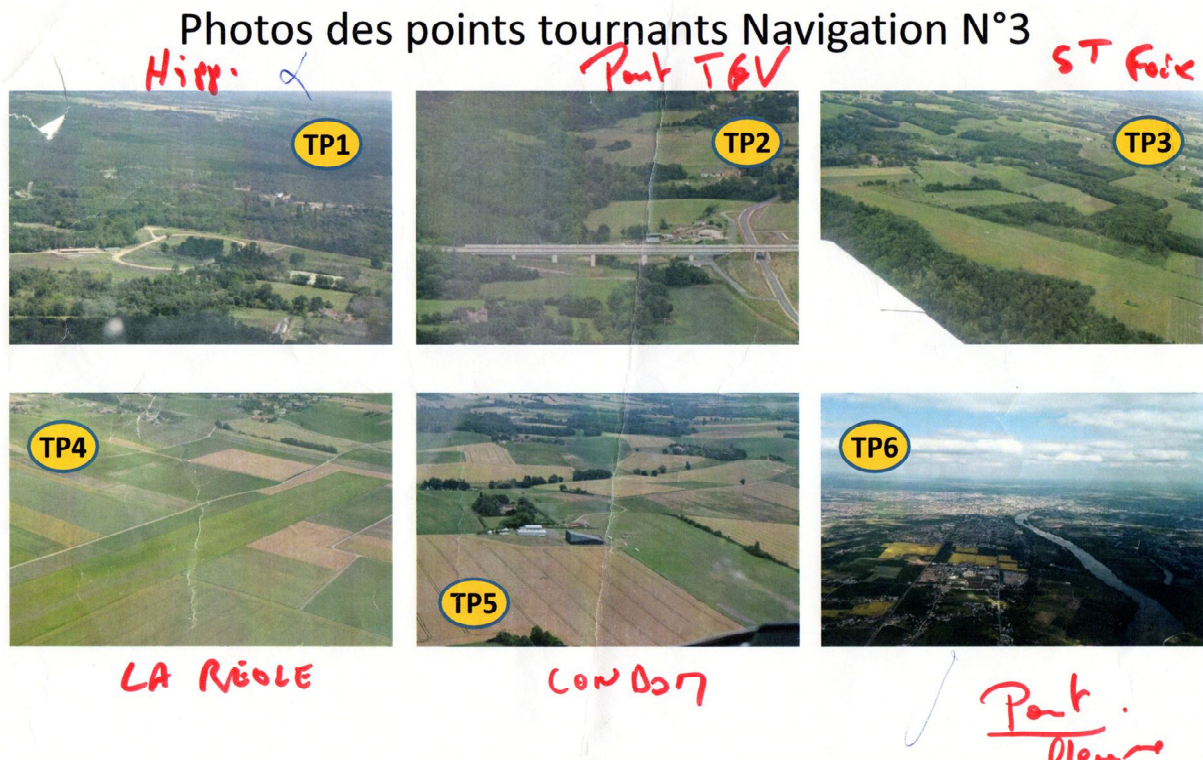 Photos des points tournants Navigation N°3
Hipp.
Pont TGV
ST Foix
TP1
TP2
TP3
TP4
TP5
TP6
LA RÉOLE
CONDOM
Pont